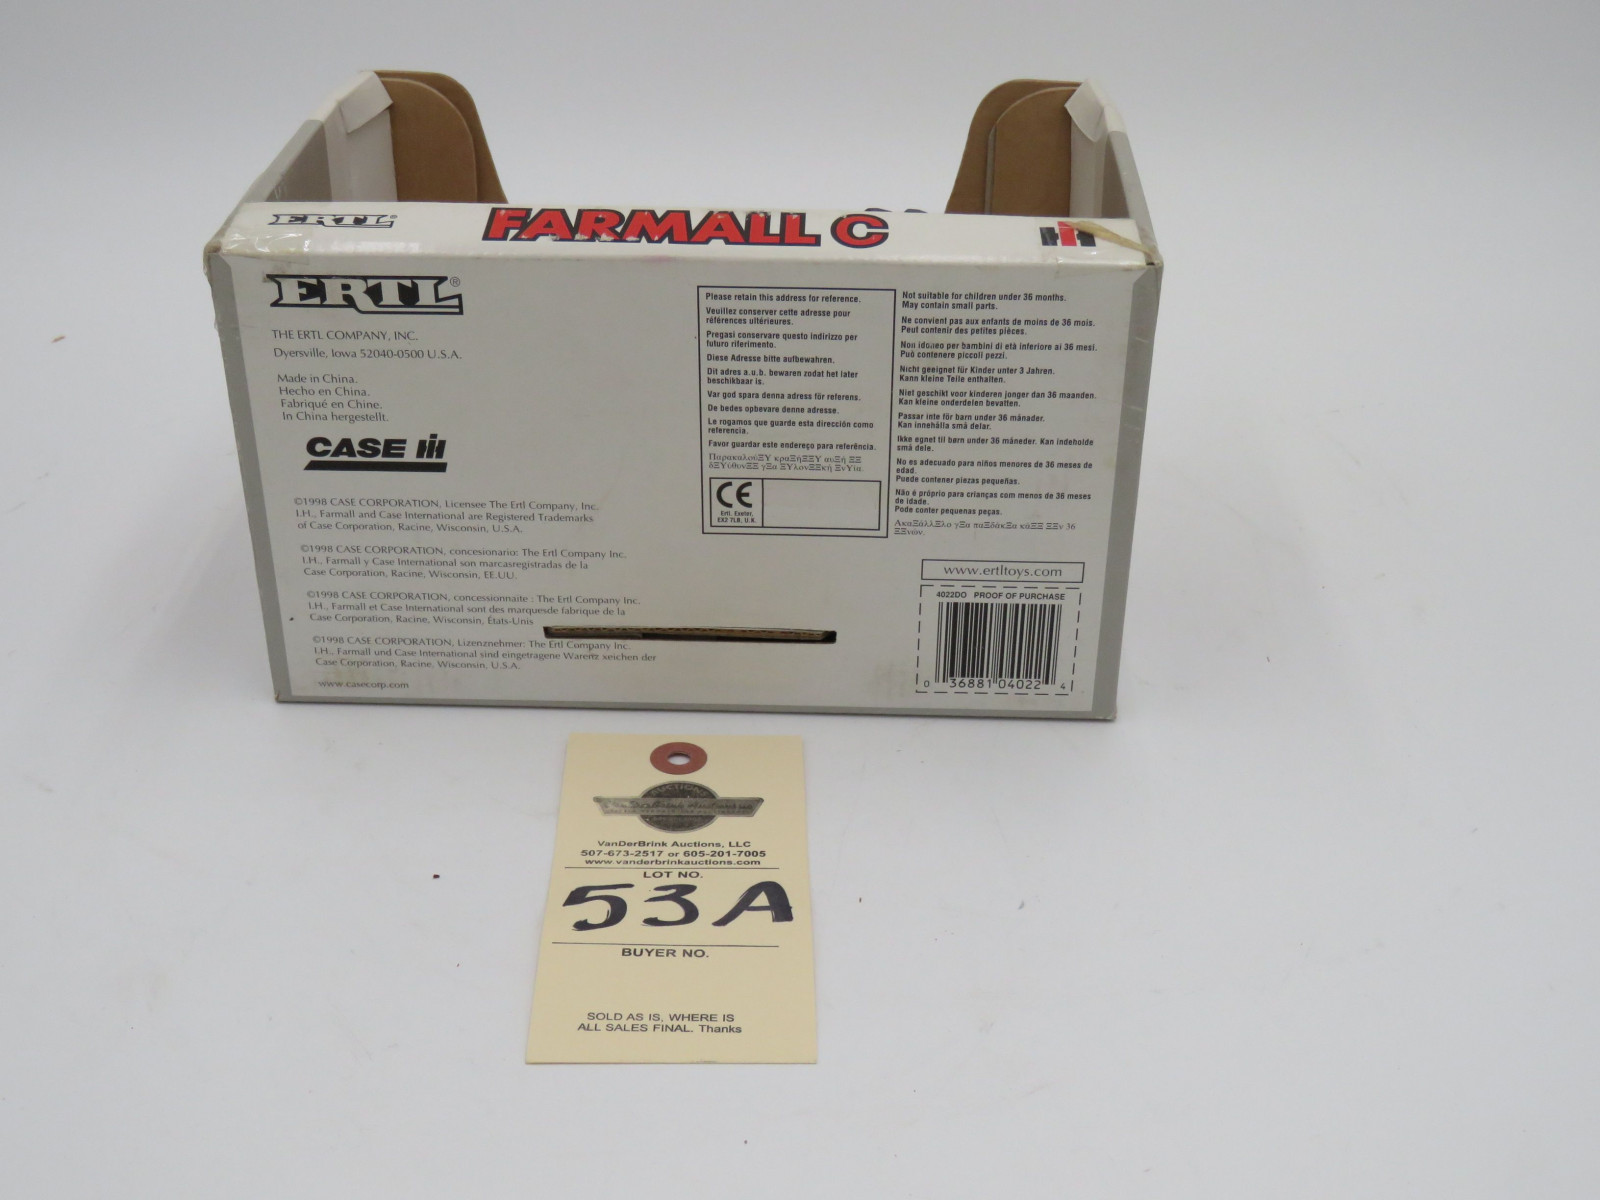 ERTL® FARMALL C IH
ERTL®
THE ERTL COMPANY, INC.
Dyersville, Iowa 52040-0500 U.S.A.
Made in China.
Hecho en China.
Fabriqué en Chine.
In China hergestellt.
CASE IH
©1998 CASE CORPORATION, Licensee The Ertl Company, Inc.
I.H., Farmall and Case International are Registered Trademarks
of Case Corporation, Racine, Wisconsin, U.S.A.
©1998 CASE CORPORATION, concesionario: The Ertl Company Inc.
I.H., Farmall y Case International son marcasregistradas de la
Case Corporation, Racine, Wisconsin, EE.UU.
©1998 CASE CORPORATION, concessionnaite : The Ertl Company Inc.
I.H., Farmall et Case International sont des marquesde fabrique de la
Case Corporation, Racine, Wisconsin, États-Unis
©1998 CASE CORPORATION, Lizenznehmer: The Ertl Company Inc.
I.H., Farmall und Case International sind eingetragene Warenz xeichen der
Case Corporation, Racine, Wisconsin, U.S.A.
www.casecorp.com
Please retain this address for reference.
Veuillez conserver cette adresse pour
références ultérieures.
Pregasi conservare questo indirizzo per
futuro riferimento.
Diese Adresse bitte aufbewahren.
Dit adres a.u.b. bewaren zodat het later
beschikbaar is.
Var god spara denna adress för referens.
De bedes opbevare denne adresse.
Le rogamos que guarde esta dirección como
referencia.
Favor guardar este endereço para referência.
CE
Ertl. Exeter,
EX2 7LB, U.K.
Not suitable for children under 36 months.
May contain small parts.
Ne convient pas aux enfants de moins de 36 mois.
Peut contenir des petites pièces.
Non idoneo per bambini di età inferiore ai 36 mesi.
Può contenere piccoli pezzi.
Nicht geeignet für Kinder unter 3 Jahren.
Kann kleine Teile enthalten.
Niet geschikt voor kinderen jonger dan 36 maanden.
Kan kleine onderdelen bevatten.
Passar inte för barn under 36 månader.
Kan innehålla små delar.
Ikke egnet til børn under 36 måneder. Kan indeholde
små dele.
No es adecuado para niños menores de 36 meses de
edad.
Puede contener piezas pequeñas.
Não é próprio para crianças com menos de 36 meses
de idade.
Pode conter pequenas peças.
www.ertltoys.com
4022DO PROOF OF PURCHASE
0 36881 04022 4
AUCTIONS
VanDerBrink Auctions, LLC
507-673-2517 or 605-201-7005
www.vanderbrinkauctions.com
LOT NO.
53A
BUYER NO.
SOLD AS IS, WHERE IS
ALL SALES FINAL. Thanks